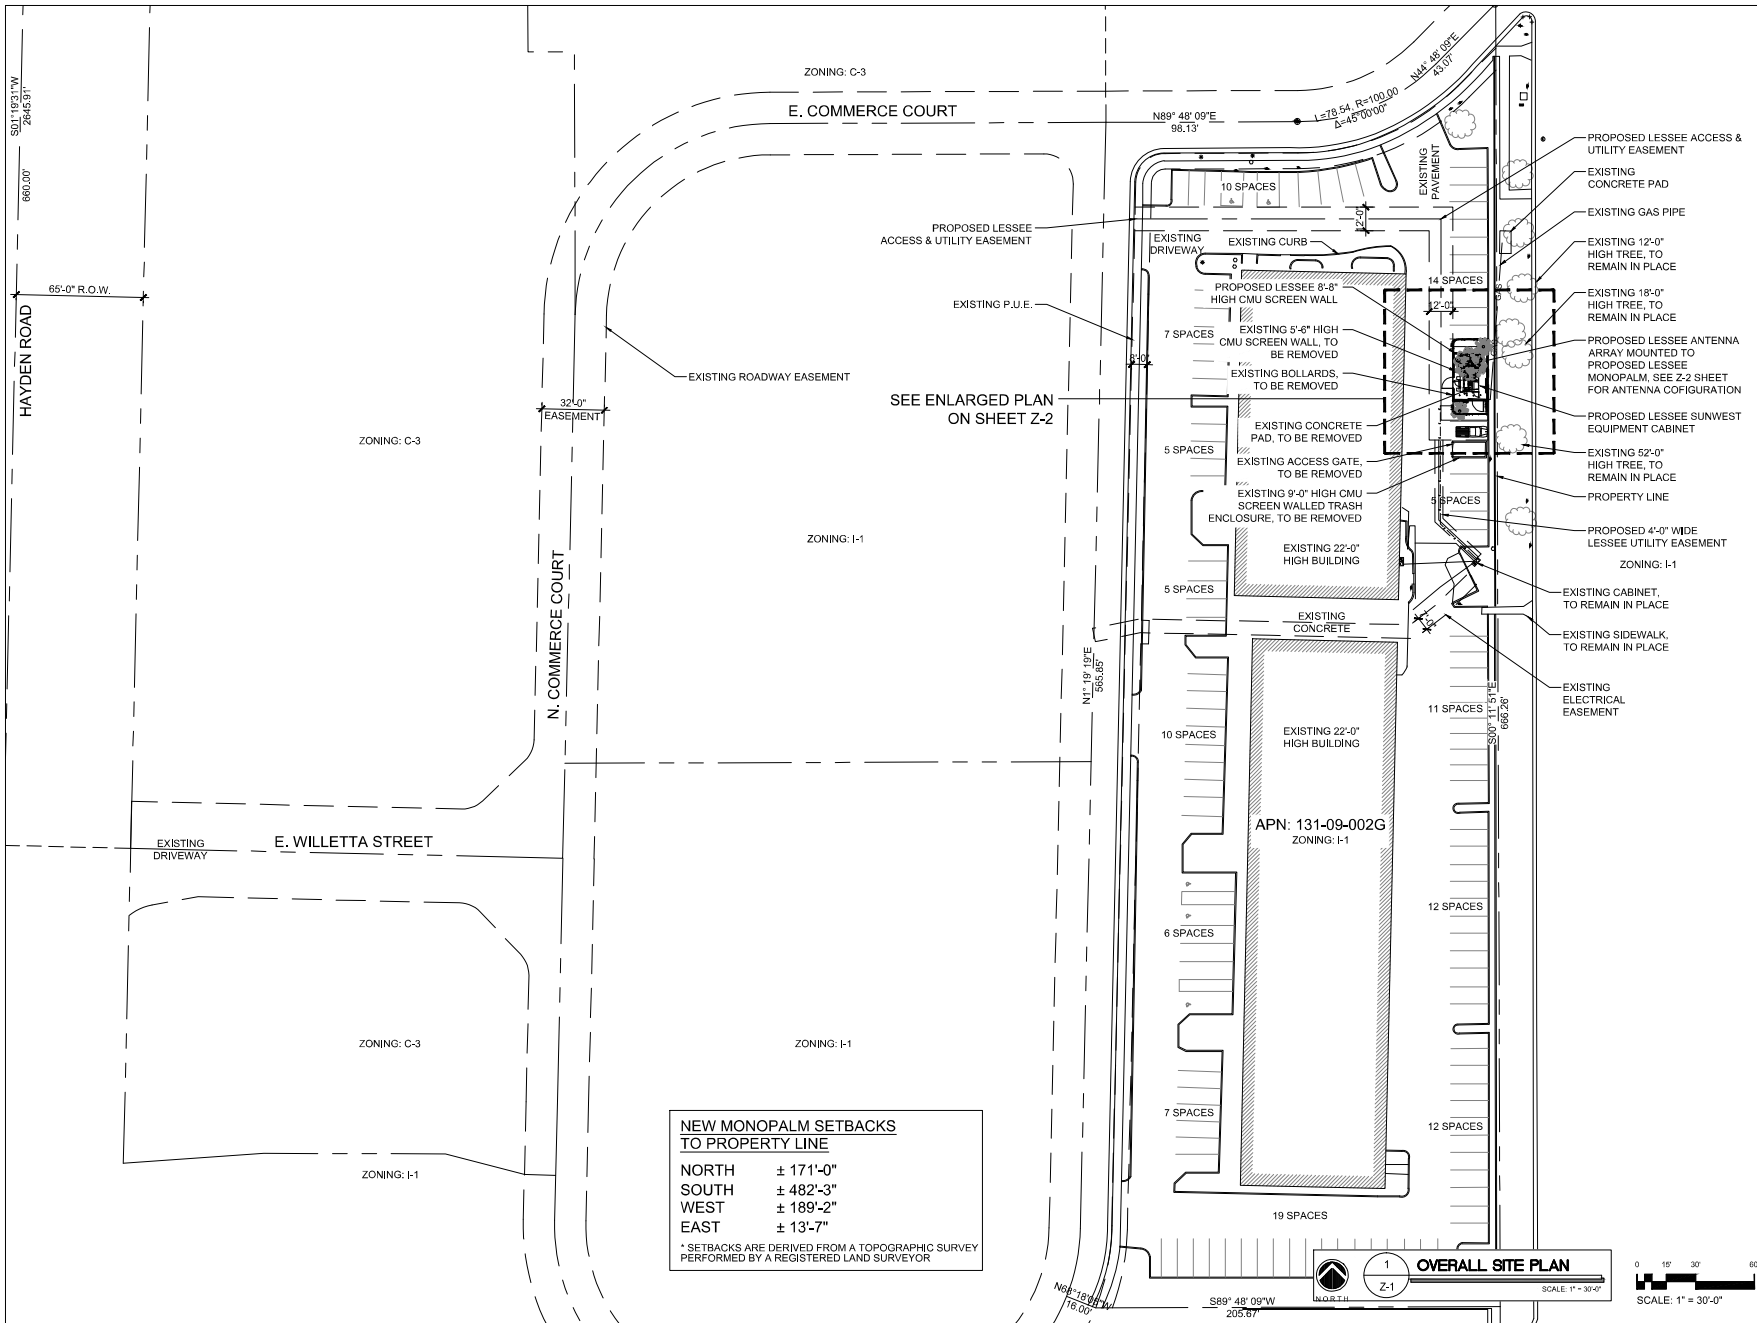 S01°19'31"W
2645.91'
660.00'
65'-0" R.O.W.
HAYDEN ROAD
ZONING: C-3
E. COMMERCE COURT
N89° 48' 09"E
98.13'
L=78.54, R=100.00
Δ=45°00'00"
N44° 48' 09"E
43.07'
EXISTING
PAVEMENT
10 SPACES
12'-0"
PROPOSED LESSEE
ACCESS & UTILITY EASEMENT
EXISTING
DRIVEWAY
EXISTING CURB
EXISTING P.U.E.
8'-0"
EXISTING ROADWAY EASEMENT
32'-0"
EASEMENT
ZONING: C-3
SEE ENLARGED PLAN
ON SHEET Z-2
PROPOSED LESSEE 8'-8"
HIGH CMU SCREEN WALL
EXISTING 5'-6" HIGH
CMU SCREEN WALL, TO
BE REMOVED
EXISTING BOLLARDS,
TO BE REMOVED
EXISTING CONCRETE
PAD, TO BE REMOVED
EXISTING ACCESS GATE,
TO BE REMOVED
EXISTING 9'-0" HIGH CMU
SCREEN WALLED TRASH
ENCLOSURE, TO BE REMOVED
EXISTING 22'-0"
HIGH BUILDING
14 SPACES
12'-0"
GAS
7 SPACES
5 SPACES
5 SPACES
5 SPACES
PROPOSED LESSEE ACCESS &
UTILITY EASEMENT
EXISTING
CONCRETE PAD
EXISTING GAS PIPE
EXISTING 12'-0"
HIGH TREE, TO
REMAIN IN PLACE
EXISTING 18'-0"
HIGH TREE, TO
REMAIN IN PLACE
PROPOSED LESSEE ANTENNA
ARRAY MOUNTED TO
PROPOSED LESSEE
MONOPALM, SEE Z-2 SHEET
FOR ANTENNA COFIGURATION
PROPOSED LESSEE SUNWEST
EQUIPMENT CABINET
EXISTING 52'-0"
HIGH TREE, TO
REMAIN IN PLACE
PROPERTY LINE
PROPOSED 4'-0" WIDE
LESSEE UTILITY EASEMENT
ZONING: I-1
EXISTING CABINET,
TO REMAIN IN PLACE
EXISTING SIDEWALK,
TO REMAIN IN PLACE
EXISTING
ELECTRICAL
EASEMENT
ZONING: I-1
N. COMMERCE COURT
EXISTING
CONCRETE
N1° 19' 19"E
565.85'
S00° 11' 51"E
666.26'
11 SPACES
10 SPACES
EXISTING 22'-0"
HIGH BUILDING
APN: 131-09-002G
ZONING: I-1
EXISTING
DRIVEWAY
E. WILLETTA STREET
12 SPACES
6 SPACES
ZONING: C-3
ZONING: I-1
7 SPACES
12 SPACES
ZONING: I-1
19 SPACES
NEW MONOPALM SETBACKS
TO PROPERTY LINE
NORTH ± 171'-0"
SOUTH ± 482'-3"
WEST ± 189'-2"
EAST ± 13'-7"
* SETBACKS ARE DERIVED FROM A TOPOGRAPHIC SURVEY
PERFORMED BY A REGISTERED LAND SURVEYOR
16.00'
S89° 48' 09"W
205.67'
NORTH
1
Z-1
OVERALL SITE PLAN
SCALE: 1" = 30'-0"
0 15' 30' 60'
SCALE: 1" = 30'-0"